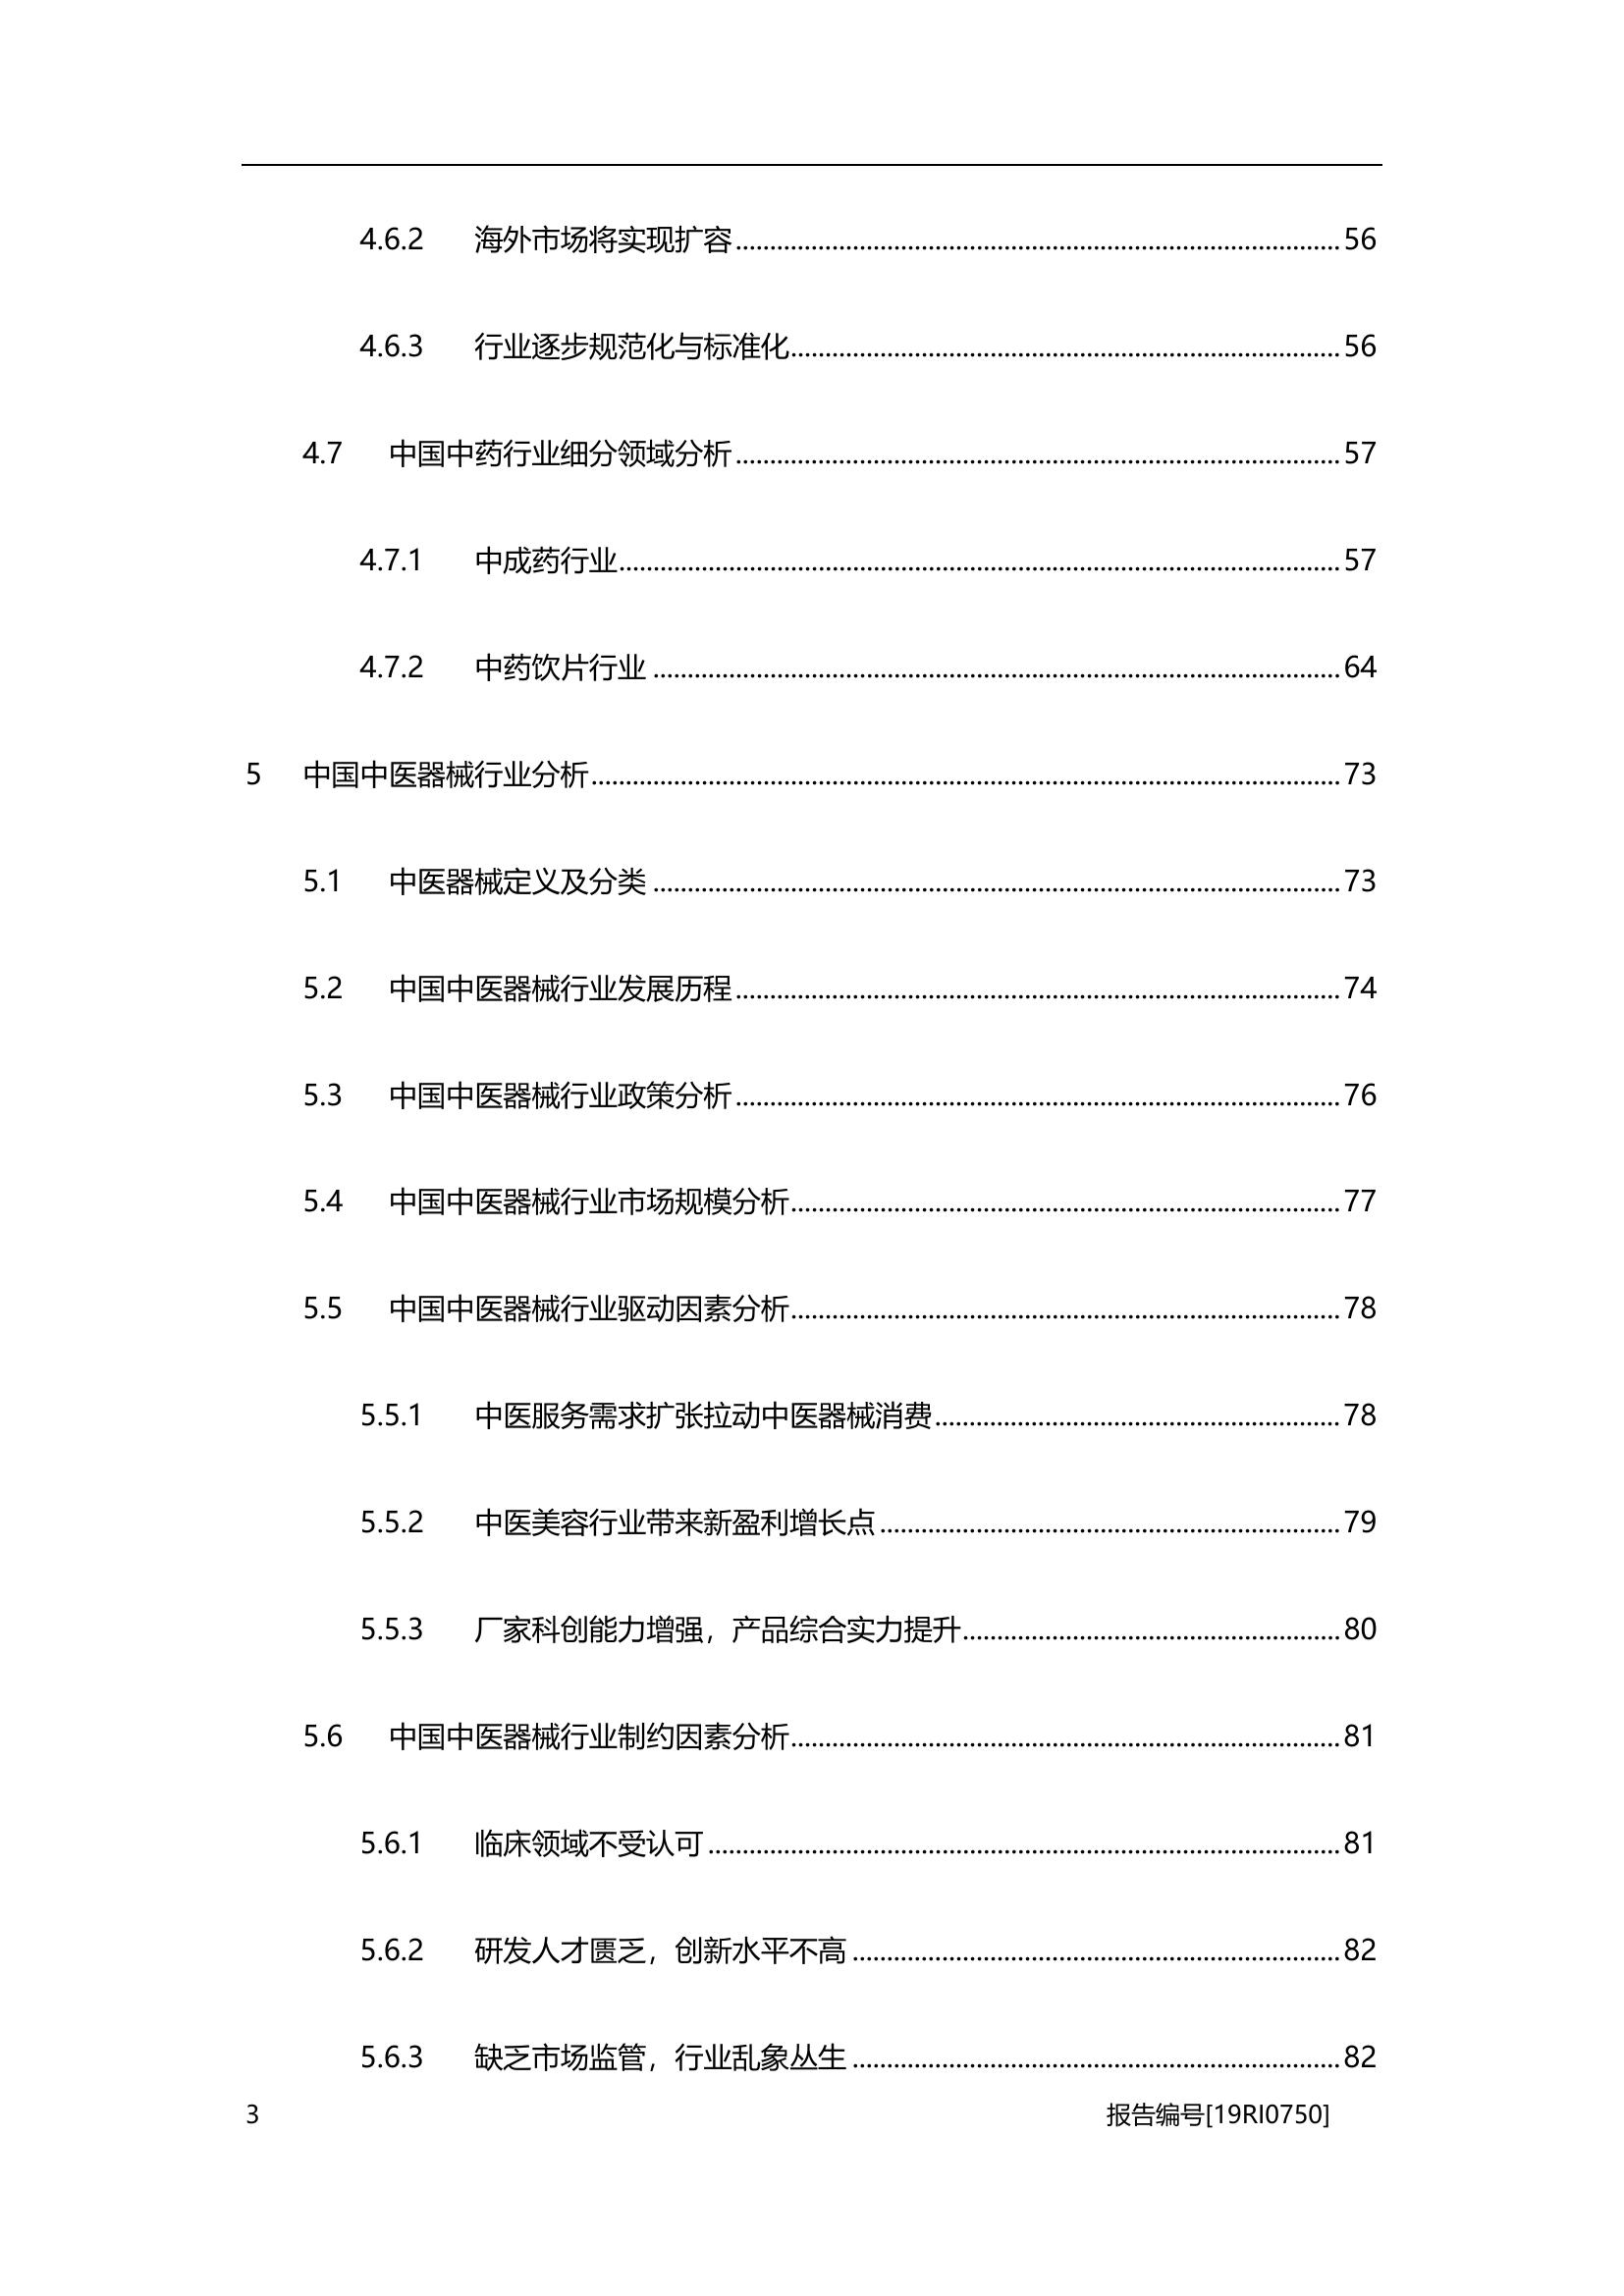 4.6.2 海外市场将实现扩容 56
4.6.3 行业逐步规范化与标准化 56
4.7 中国中药行业细分领域分析 57
4.7.1 中成药行业 57
4.7.2 中药饮片行业 64
5 中国中医器械行业分析 73
5.1 中医器械定义及分类 73
5.2 中国中医器械行业发展历程 74
5.3 中国中医器械行业政策分析 76
5.4 中国中医器械行业市场规模分析 77
5.5 中国中医器械行业驱动因素分析 78
5.5.1 中医服务需求扩张拉动中医器械消费 78
5.5.2 中医美容行业带来新盈利增长点 79
5.5.3 厂家科创能力增强，产品综合实力提升 80
5.6 中国中医器械行业制约因素分析 81
5.6.1 临床领域不受认可 81
5.6.2 研发人才匮乏，创新水平不高 82
5.6.3 缺乏市场监管，行业乱象丛生 82
3 报告编号[19RI0750]